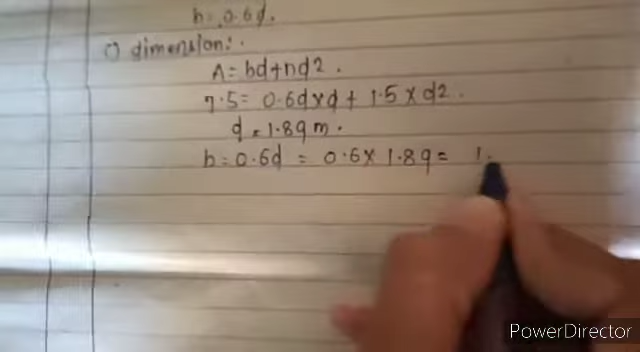 b = 0.6d.
i) dimension:.
A = bd+nd2.
7.5 = 0.6d×d + 1.5 × d2.
d = 1.89 m.
b = 0.6d = 0.6 × 1.89 = 1.
PowerDirector